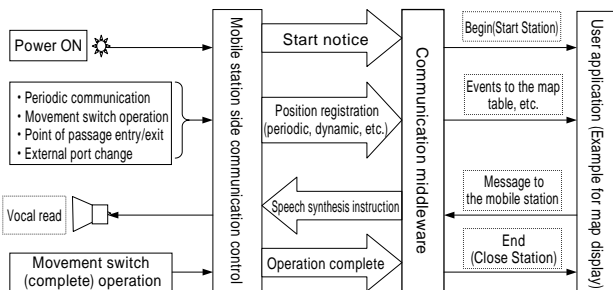 Power ON
• Periodic communication
• Movement switch operation
• Point of passage entry/exit
• External port change
Vocal read
Movement switch
(complete) operation
Mobile station side communication control
Start notice
Position registration
(periodic, dynamic, etc.)
Speech synthesis instruction
Operation complete
Communication middleware
Begin(Start Station)
Events to the map
table, etc.
Message to
the mobile station
End
(Close Station)
User application (Example for map display)